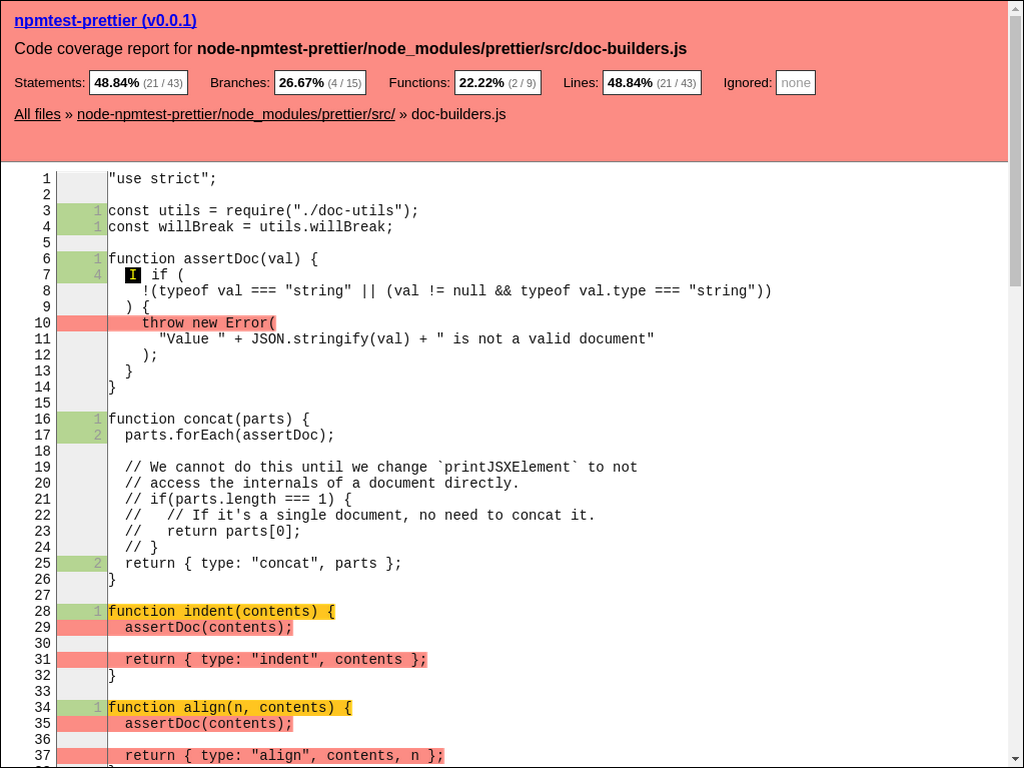 npmtest-prettier (v0.0.1)
Code coverage report for node-npmtest-prettier/node_modules/prettier/src/doc-builders.js
Statements: 48.84% (21 / 43) Branches: 26.67% (4 / 15) Functions: 22.22% (2 / 9) Lines: 48.84% (21 / 43) Ignored: none
All files » node-npmtest-prettier/node_modules/prettier/src/ » doc-builders.js
1 "use strict";
2
3 1 const utils = require("./doc-utils");
4 1 const willBreak = utils.willBreak;
5
6 1 function assertDoc(val) {
7 4 I if (
8 !(typeof val === "string" || (val != null && typeof val.type === "string"))
9 ) {
10 throw new Error(
11 "Value " + JSON.stringify(val) + " is not a valid document"
12 );
13 }
14 }
15
16 1 function concat(parts) {
17 2 parts.forEach(assertDoc);
18
19 // We cannot do this until we change `printJSXElement` to not
20 // access the internals of a document directly.
21 // if(parts.length === 1) {
22 //   // If it's a single document, no need to concat it.
23 //   return parts[0];
24 // }
25 2 return { type: "concat", parts };
26 }
27
28 1 function indent(contents) {
29 assertDoc(contents);
30
31 return { type: "indent", contents };
32 }
33
34 1 function align(n, contents) {
35 assertDoc(contents);
36
37 return { type: "align", contents, n };